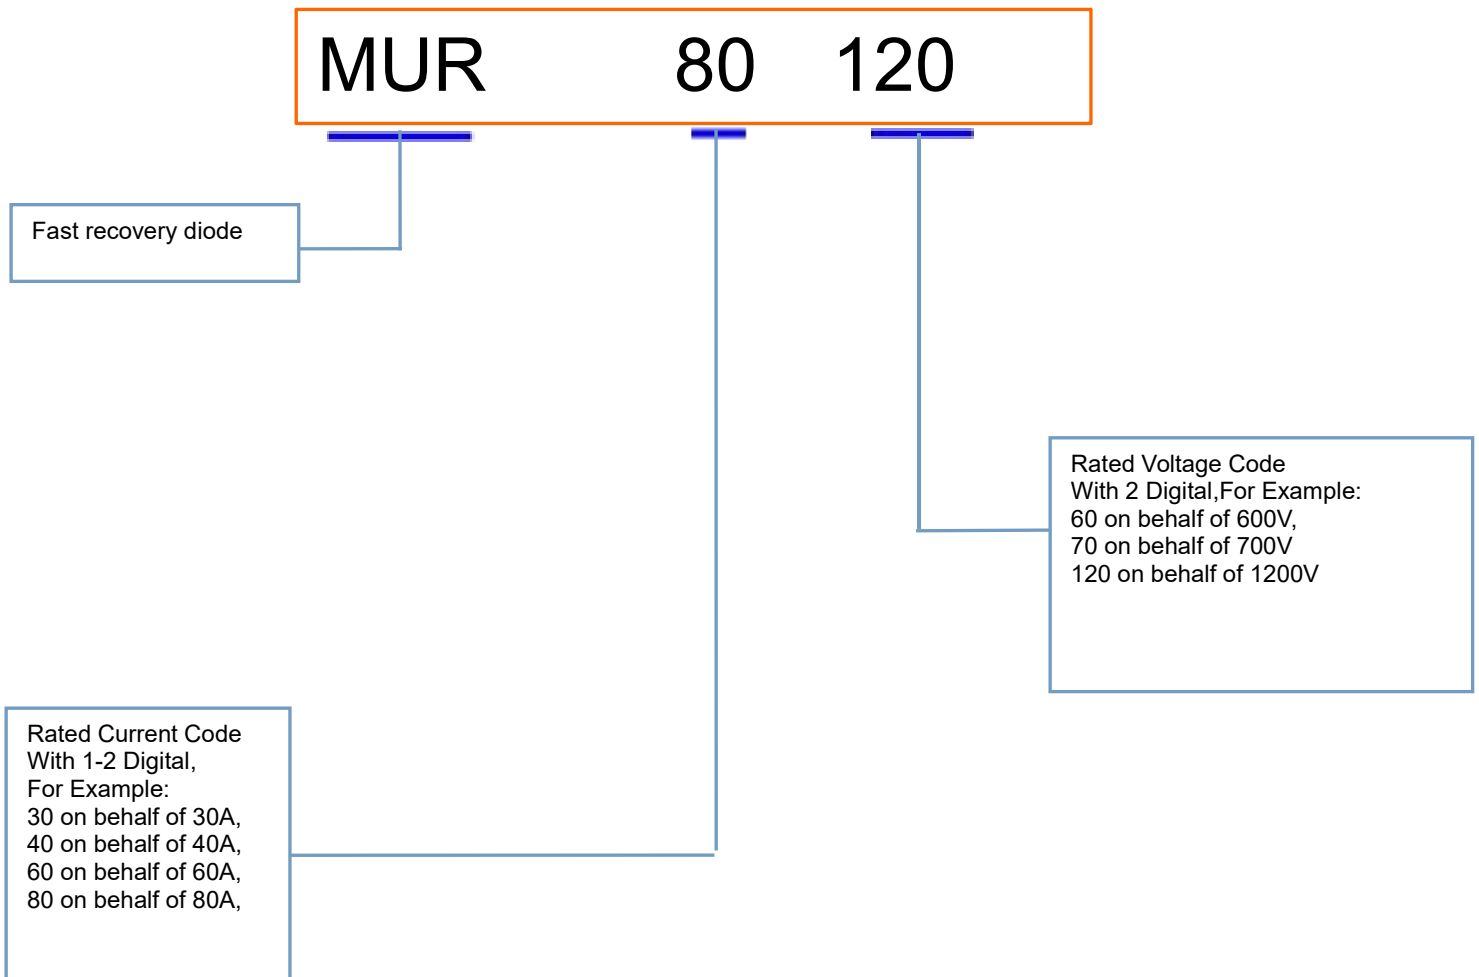 MUR 80 120
Fast recovery diode
Rated Voltage Code
With 2 Digital,For Example:
60 on behalf of 600V,
70 on behalf of 700V
120 on behalf of 1200V
Rated Current Code
With 1-2 Digital,
For Example:
30 on behalf of 30A,
40 on behalf of 40A,
60 on behalf of 60A,
80 on behalf of 80A,